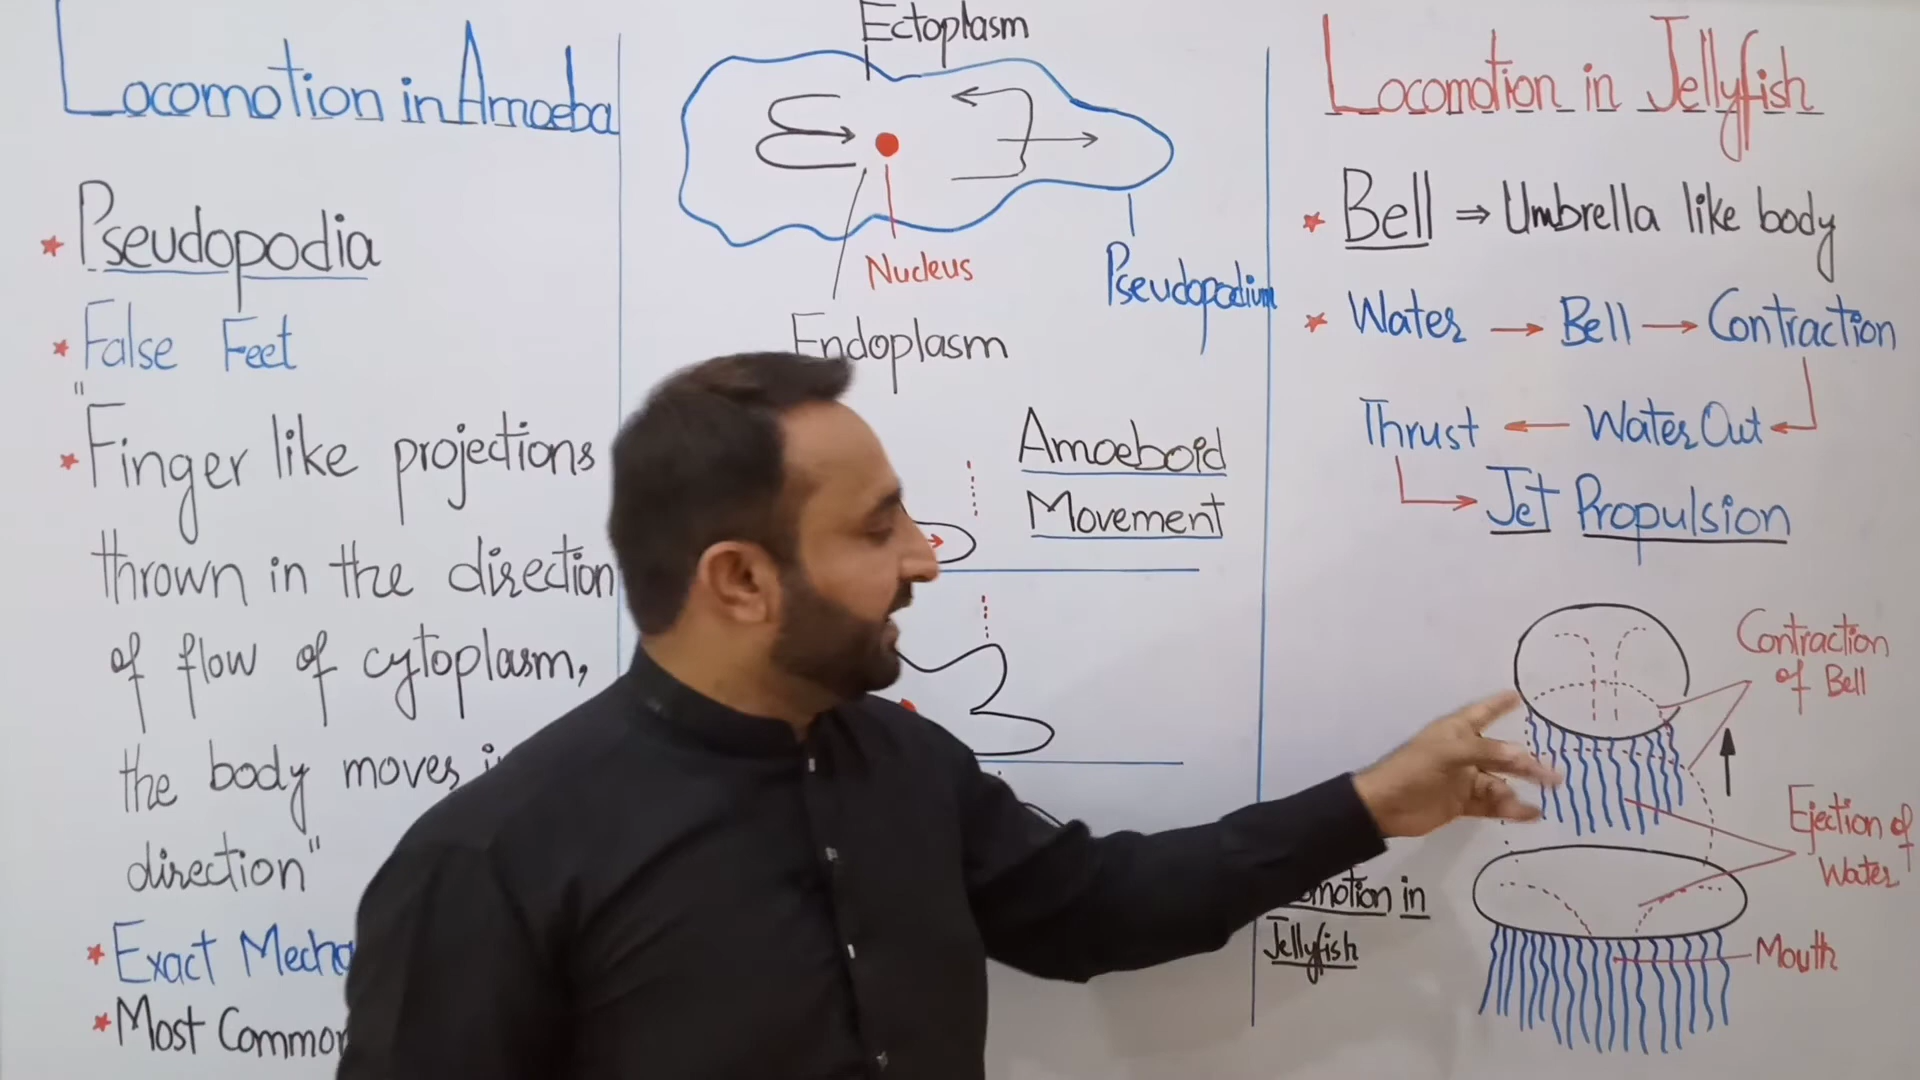 Locomotion in Amoeba
* Pseudopodia
* False Feet
* "Finger like projections
thrown in the direction
of flow of cytoplasm,
the body moves
direction"
* Exact
* Most Common
Ectoplasm
Nucleus
Pseudopodium
Endoplasm
Amoeboid
Movement
Locomotion in Jellyfish
* Bell ⇒ Umbrella like body
* Water → Bell → Contraction
Thrust ← Water Out ←
→ Jet Propulsion
Contraction
of Bell
Ejection of
Water
Mouth
in
Jellyfish